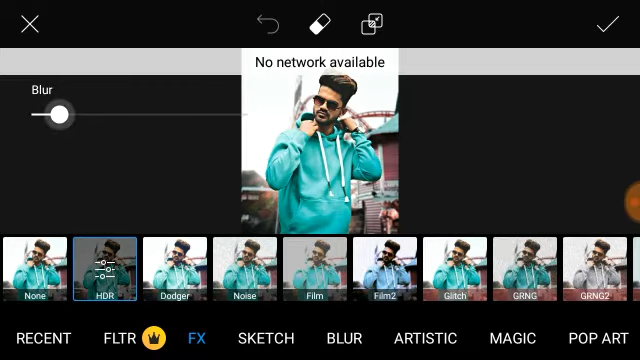 No network available
Blur
None
HDR
Dodger
Noise
Film
Film2
Glitch
GRNG
GRNG2
RECENT FLTR FX SKETCH BLUR ARTISTIC MAGIC POP ART